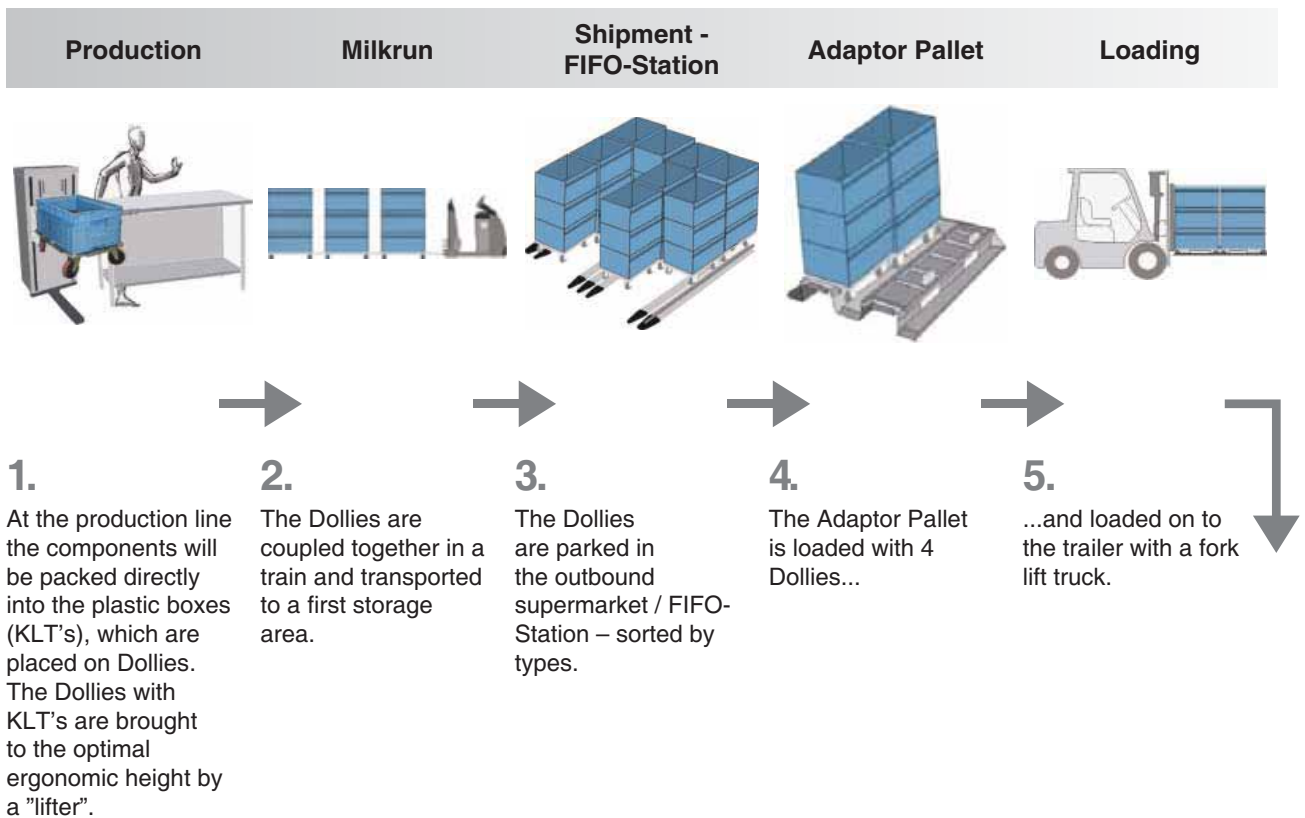 Production
Milkrun
Shipment -
FIFO-Station
Adaptor Pallet
Loading
1.
At the production line
the components will
be packed directly
into the plastic boxes
(KLT's), which are
placed on Dollies.
The Dollies with
KLT's are brought
to the optimal
ergonomic height by
a ”lifter”.
2.
The Dollies are
coupled together in a
train and transported
to a first storage
area.
3.
The Dollies
are parked in
the outbound
supermarket / FIFO-
Station – sorted by
types.
4.
The Adaptor Pallet
is loaded with 4
Dollies...
5.
...and loaded on to
the trailer with a fork
lift truck.